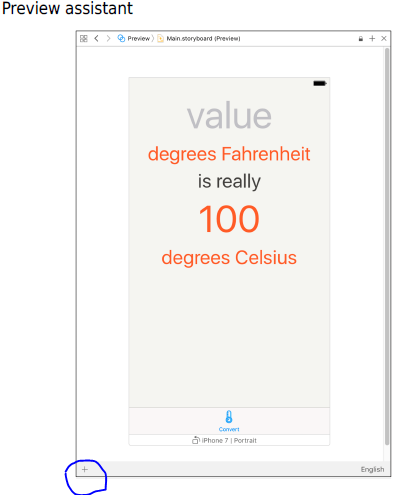 Preview assistant
Preview Main.storyboard (Preview)
value
degrees Fahrenheit
is really
100
degrees Celsius
Convert
iPhone 7 | Portrait
+ English